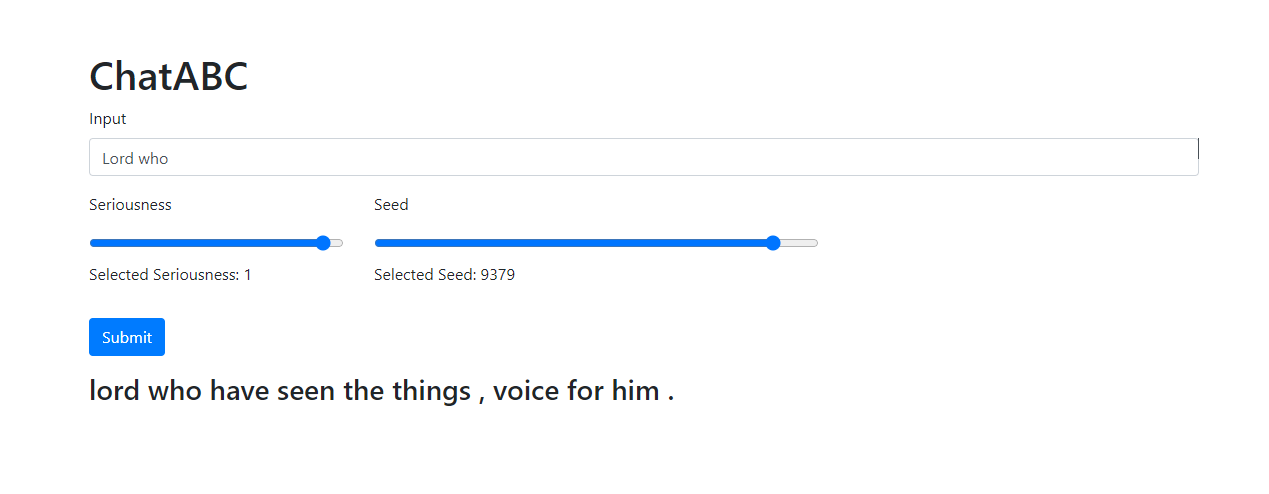 ChatABC
Input
Lord who
Seriousness Seed
Selected Seriousness: 1 Selected Seed: 9379
Submit
lord who have seen the things , voice for him .